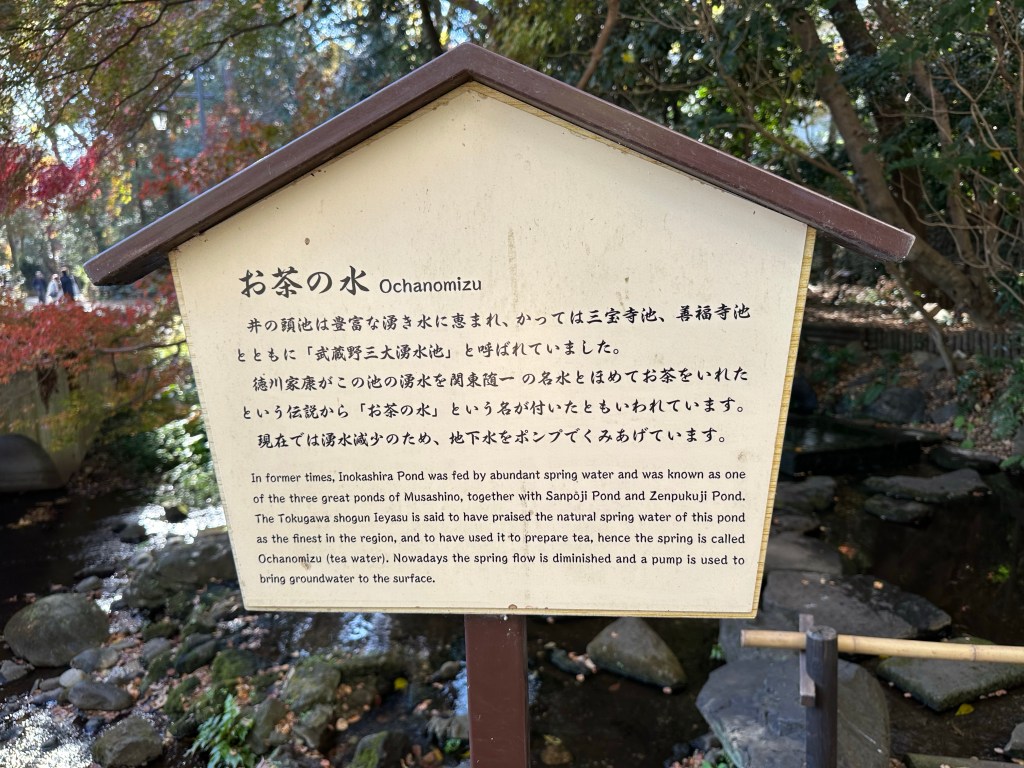 お茶の水 Ochanomizu
井の頭池は豊富な湧き水に恵まれ、かっては三宝寺池、善福寺池
とともに「武蔵野三大湧水池」と呼ばれていました。
徳川家康がこの池の湧水を関東随一の名水とほめてお茶をいれた
という伝説から「お茶の水」という名が付いたともいわれています。
現在では湧水減少のため、地下水をポンプでくみあげています。
In former times, Inokashira Pond was fed by abundant spring water and was known as one
of the three great ponds of Musashino, together with Sanpōji Pond and Zenpukuji Pond.
The Tokugawa shogun Ieyasu is said to have praised the natural spring water of this pond
as the finest in the region, and to have used it to prepare tea, hence the spring is called
Ochanomizu (tea water). Nowadays the spring flow is diminished and a pump is used to
bring groundwater to the surface.